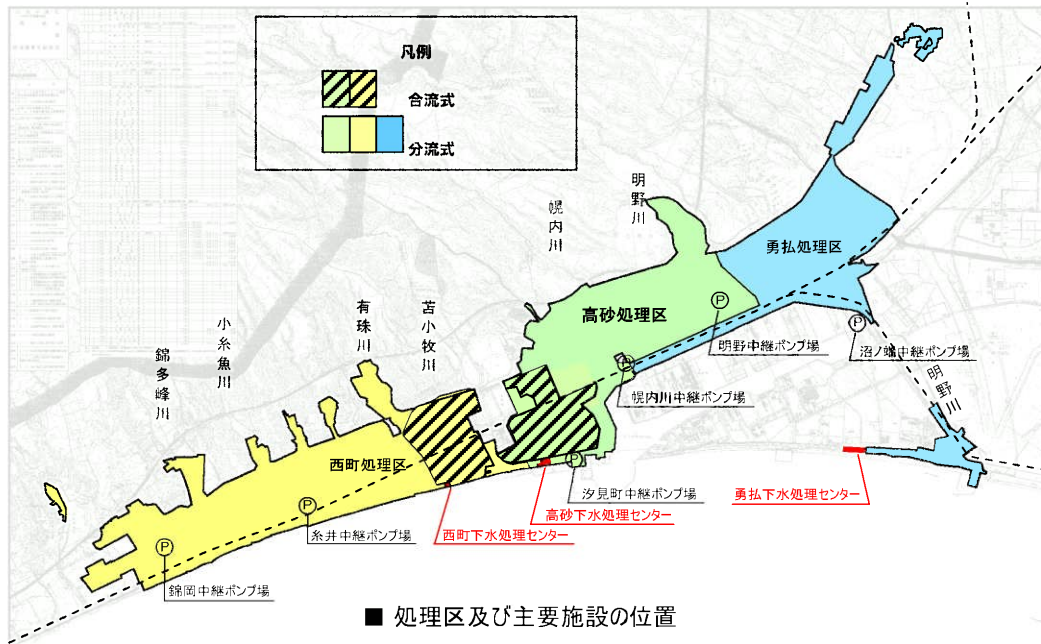 凡例
合流式
分流式
明野川
幌内川
勇払処理区
高砂処理区
有珠川
苫小牧川
小糸魚川
錦多峰川
P
明野中継ポンプ場
P
沼ノ端中継ポンプ場
P
幌内川中継ポンプ場
明野川
西町処理区
P
汐見町中継ポンプ場
勇払下水処理センター
高砂下水処理センター
P
糸井中継ポンプ場
西町下水処理センター
P
錦岡中継ポンプ場
■ 処理区及び主要施設の位置